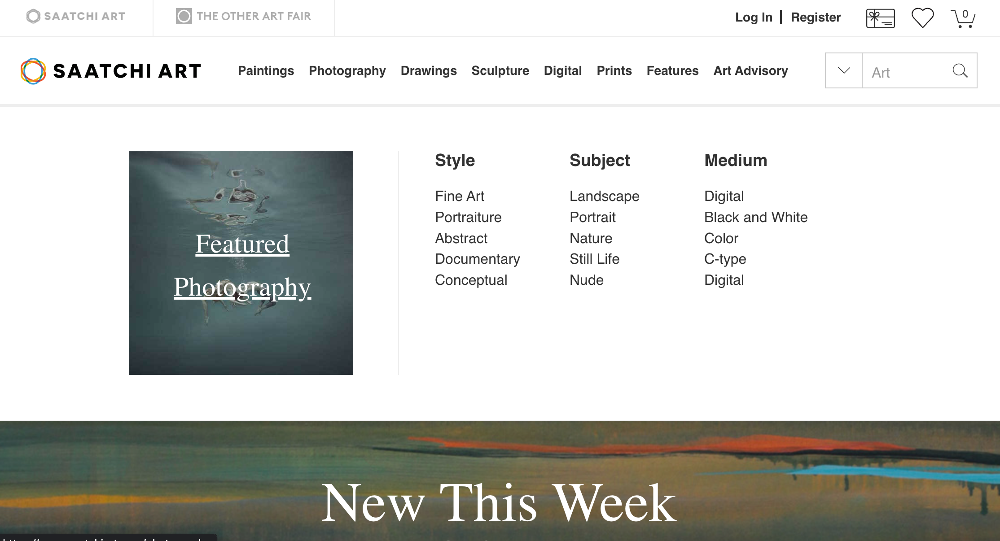 SAATCHI ART
THE OTHER ART FAIR
Log In | Register
0
SAATCHI ART
Paintings Photography Drawings Sculpture Digital Prints Features Art Advisory
Art
Featured
Photography
Style
Fine Art
Portraiture
Abstract
Documentary
Conceptual
Subject
Landscape
Portrait
Nature
Still Life
Nude
Medium
Digital
Black and White
Color
C-type
Digital
New This Week